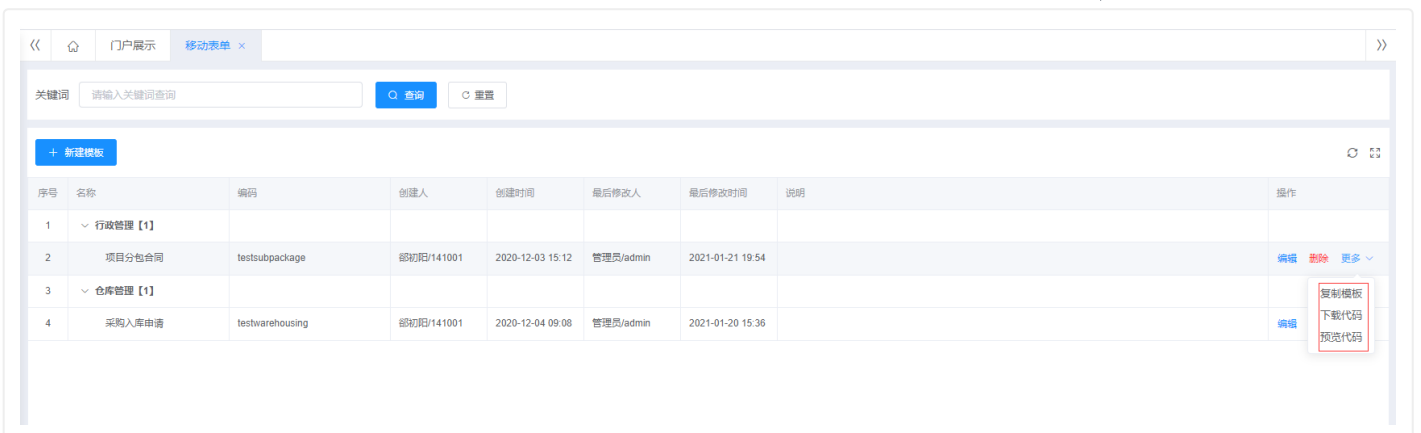 门户展示 移动表单 ×
关键词 请输入关键词查询 查询 重置
+ 新建模板
序号 名称 编码 创建人 创建时间 最后修改人 最后修改时间 说明 操作
1 行政管理【1】
2 项目分包合同 testsubpackage 邰初阳/141001 2020-12-03 15:12 管理员/admin 2021-01-21 19:54 编辑 删除 更多
3 仓库管理【1】
复制模板
4 采购入库申请 testwarehousing 邰初阳/141001 2020-12-04 09:08 管理员/admin 2021-01-20 15:36 编辑
下载代码
预览代码